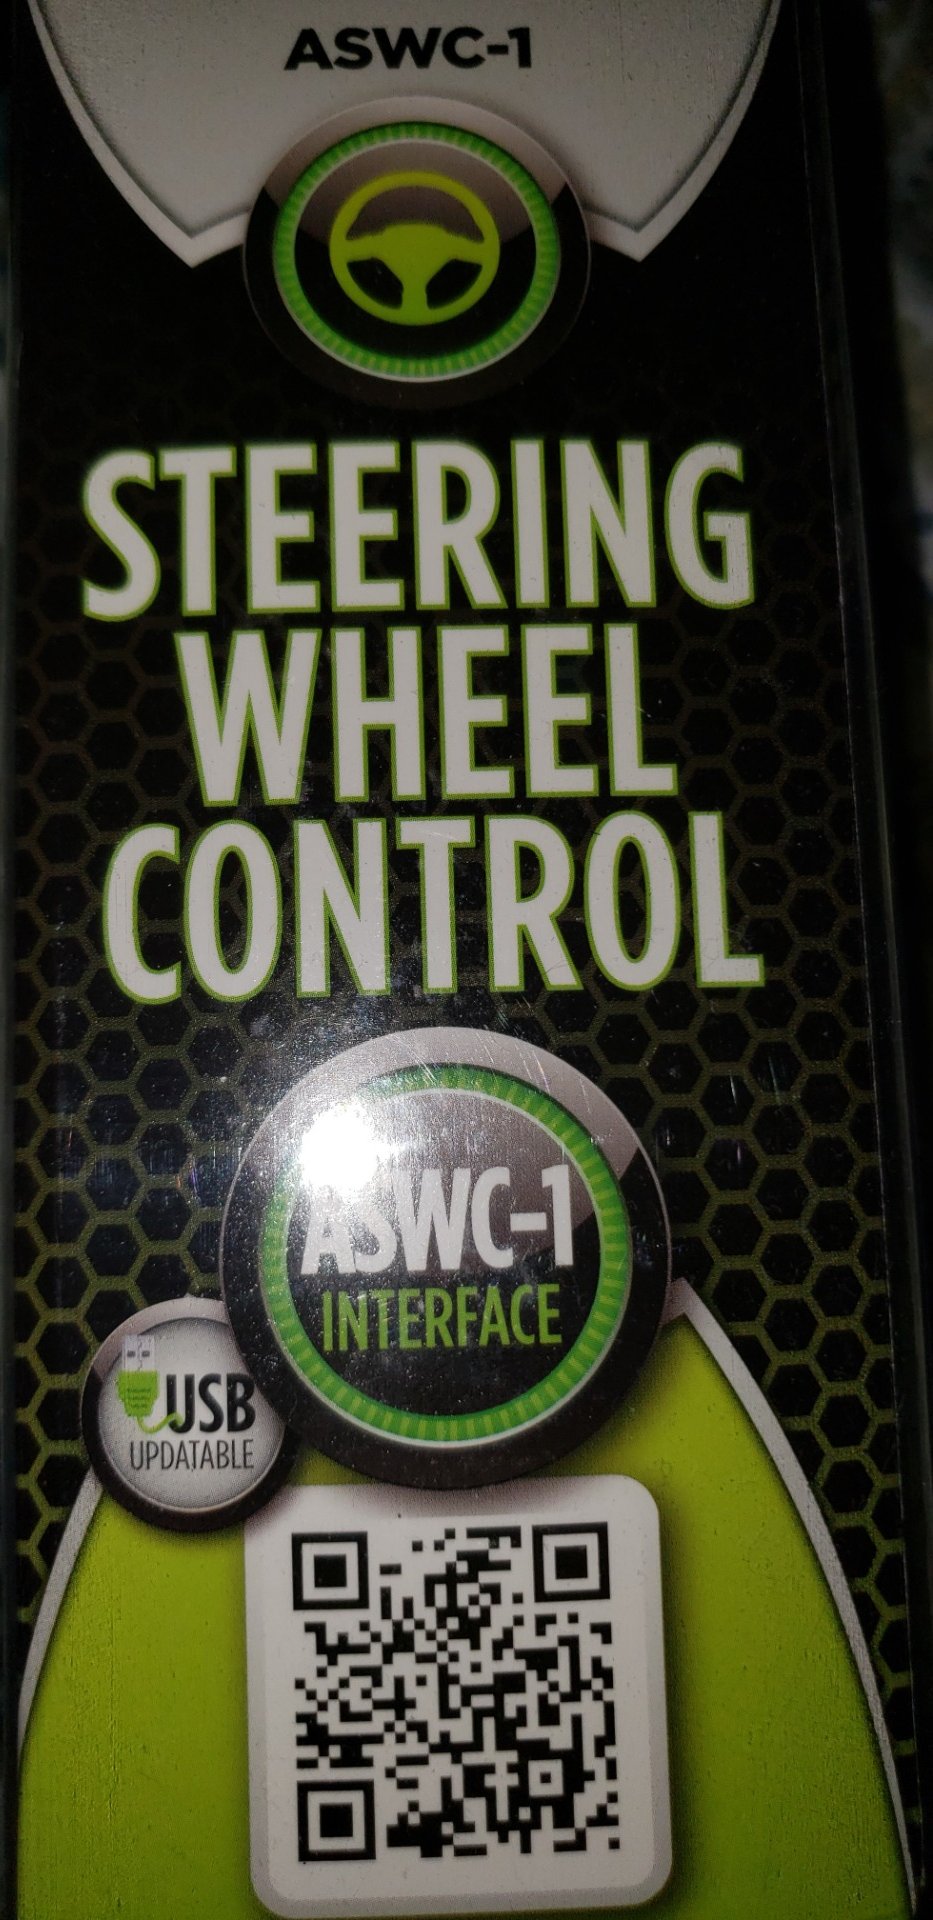 ASWC-1
STEERING
WHEEL
CONTROL
ASWC-1
INTERFACE
USB
UPDATABLE